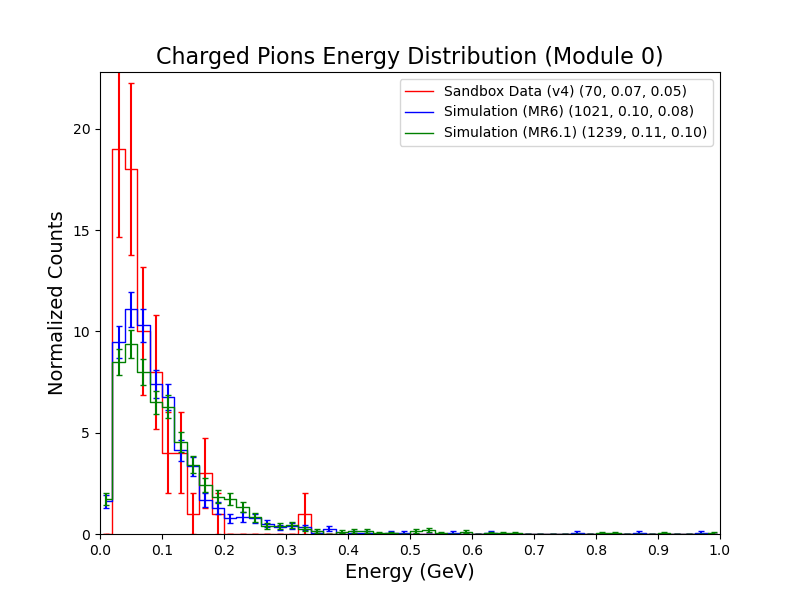 Charged Pions Energy Distribution (Module 0)
Sandbox Data (v4) (70, 0.07, 0.05)
Simulation (MR6) (1021, 0.10, 0.08)
Simulation (MR6.1) (1239, 0.11, 0.10)
Normalized Counts
20
15
10
5
0
0.0 0.1 0.2 0.3 0.4 0.5 0.6 0.7 0.8 0.9 1.0
Energy (GeV)